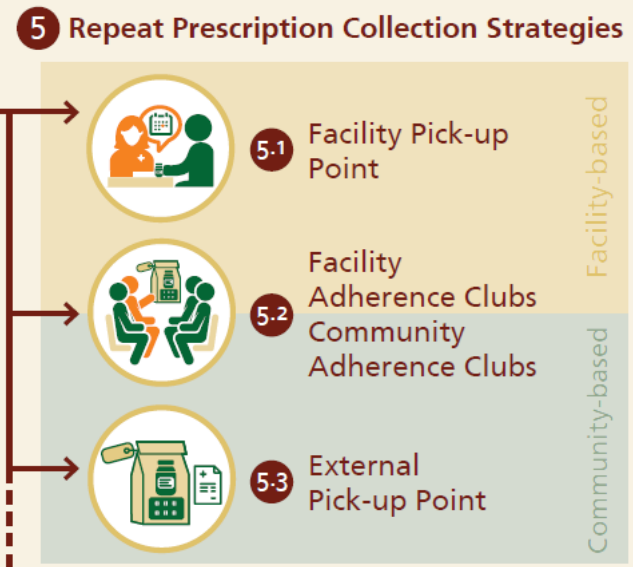 5 Repeat Prescription Collection Strategies
5.1 Facility Pick-up
Point
Facility
Adherence Clubs
5.2 Community
Adherence Clubs
5.3 External
Pick-up Point
Facility-based
Community-based